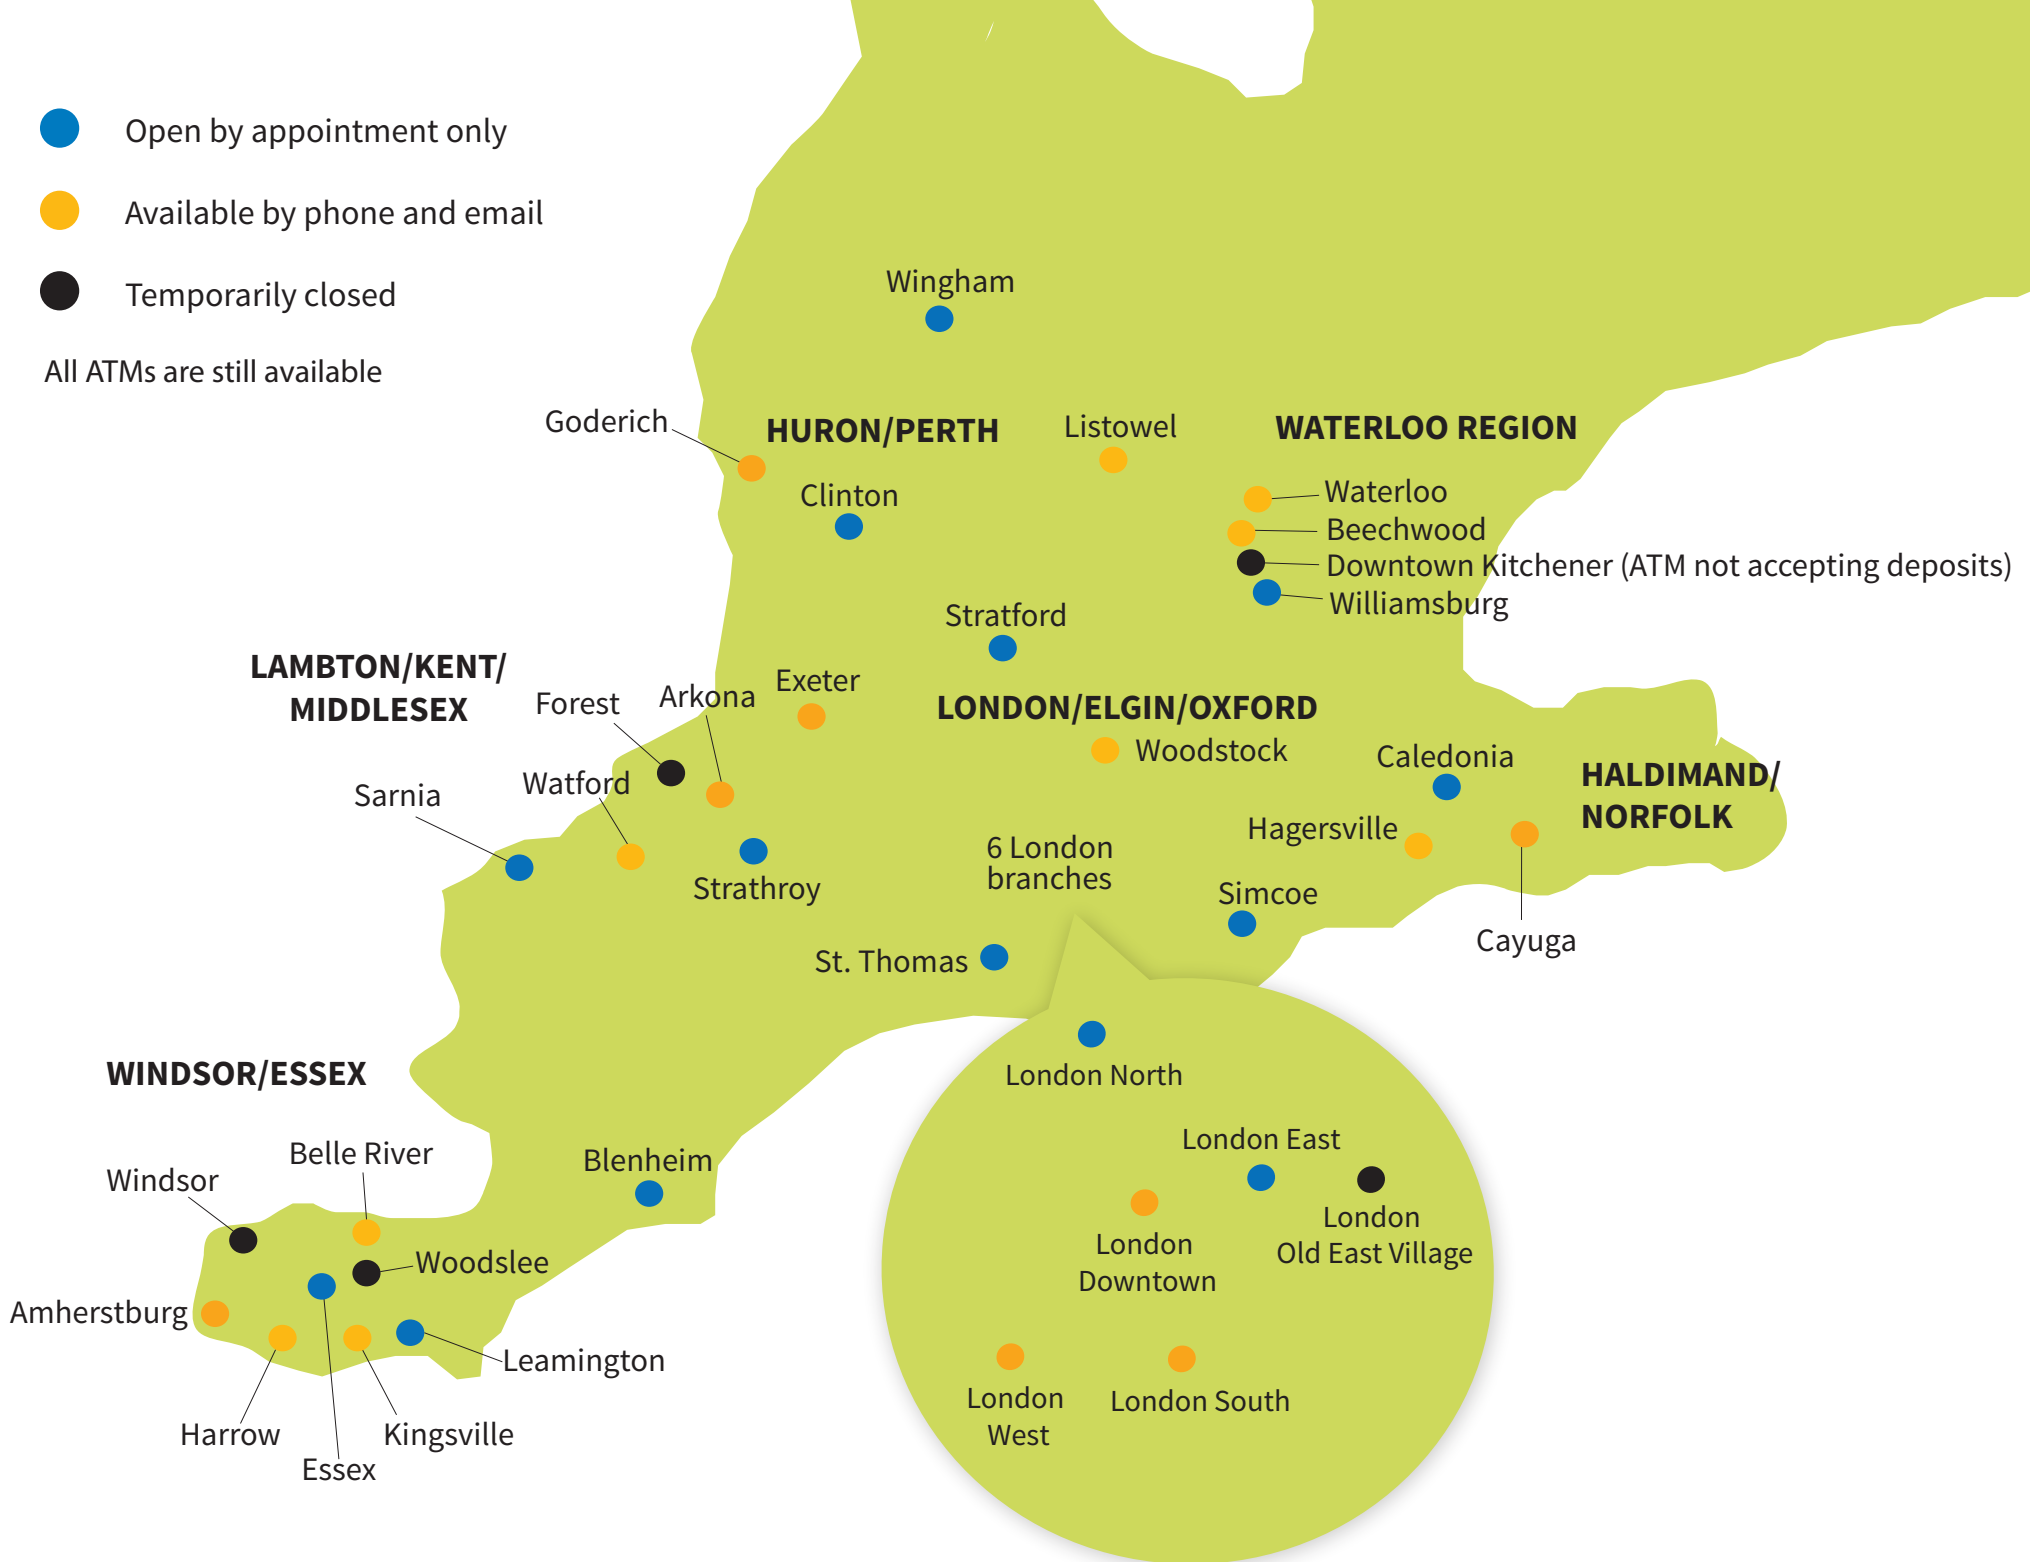 Open by appointment only
Available by phone and email
Temporarily closed
All ATMs are still available
Wingham
Goderich
HURON/PERTH
Listowel
Clinton
Stratford
Exeter
WATERLOO REGION
Waterloo
Beechwood
Downtown Kitchener (ATM not accepting deposits)
Williamsburg
LAMBTON/KENT/
MIDDLESEX
Forest
Arkona
Watford
Sarnia
Strathroy
LONDON/ELGIN/OXFORD
Woodstock
6 London
branches
St. Thomas
Caledonia
HALDIMAND/
NORFOLK
Hagersville
Simcoe
Cayuga
WINDSOR/ESSEX
Belle River
Windsor
Blenheim
Woodslee
Amherstburg
Leamington
Harrow
Kingsville
Essex
London North
London East
London
Old East Village
London
Downtown
London
West
London South